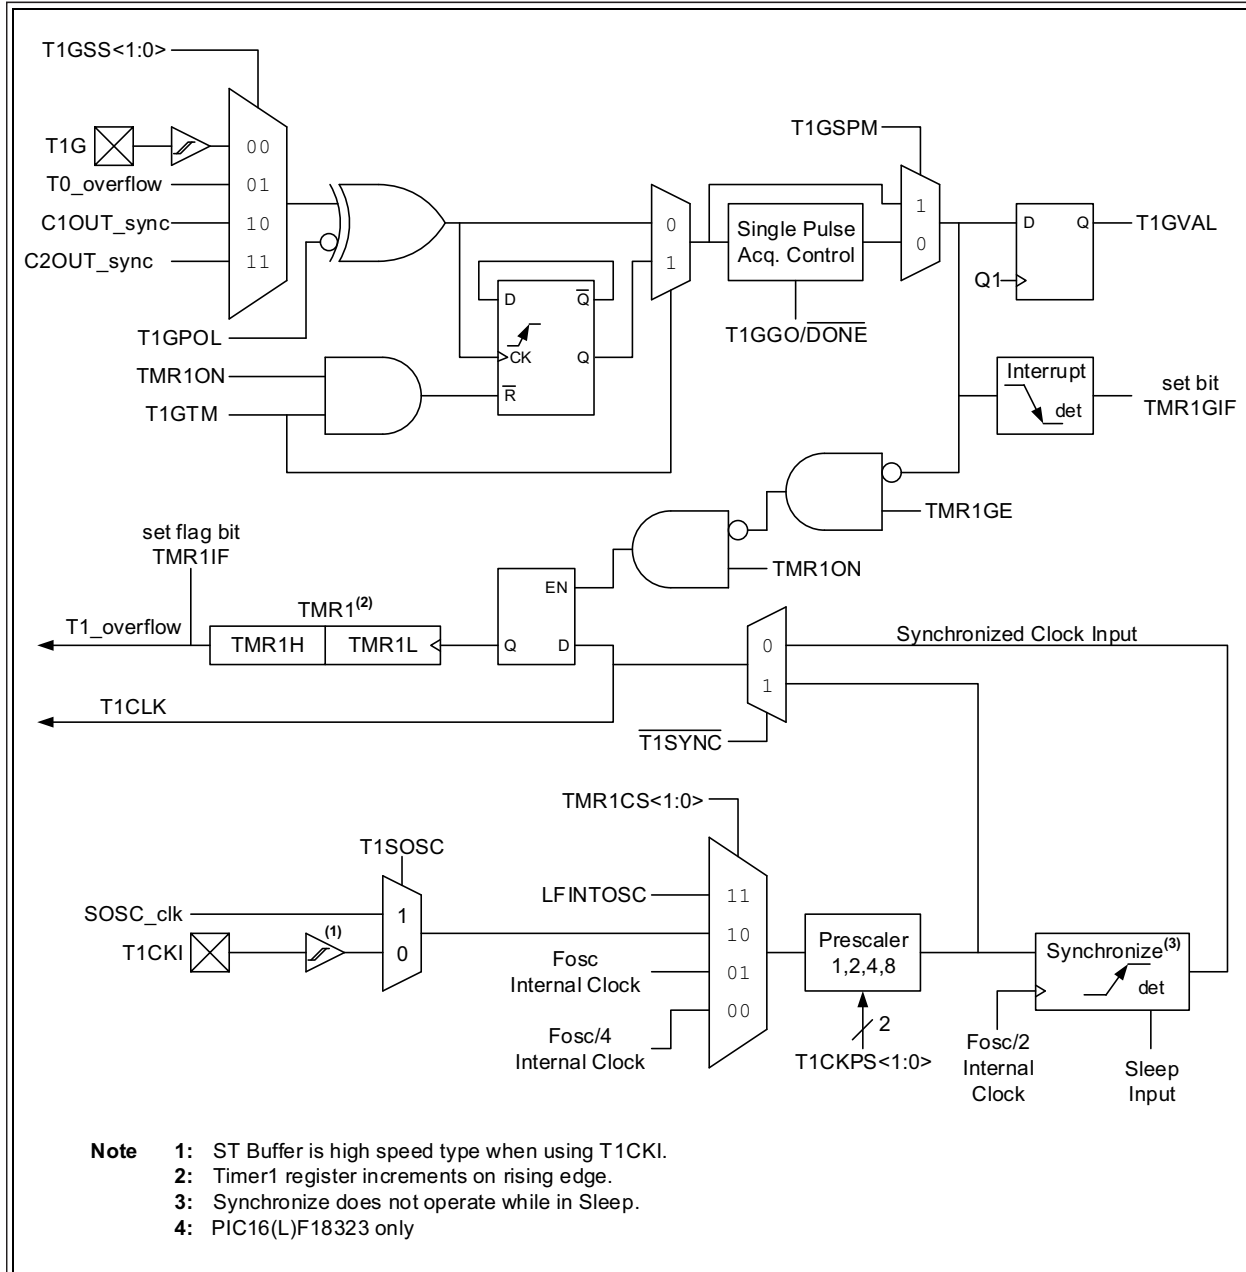 T1GSS<1:0>
T1G
00
T0_overflow
01
C1OUT_sync
10
C2OUT_sync
11
T1GPOL
TMR1ON
T1GTM
D
Q
CK
Q
R
0
1
T1GSPM
Single Pulse
Acq. Control
T1GGO/DONE
1
0
D
Q
Q1
T1GVAL
Interrupt
det
set bit
TMR1GIF
TMR1GE
TMR1ON
set flag bit
TMR1IF
TMR1(2)
T1_overflow
TMR1H
TMR1L
EN
Q
D
T1CLK
0
1
Synchronized Clock Input
T1SYNC
TMR1CS<1:0>
T1SOSC
SOSC_clk
1
T1CKI
(1)
0
LFINTOSC
11
10
Fosc
Internal Clock
01
Fosc/4
Internal Clock
00
Prescaler
1,2,4,8
2
T1CKPS<1:0>
Synchronize(3)
det
Fosc/2
Internal
Clock
Sleep
Input
Note 1: ST Buffer is high speed type when using T1CKI.
2: Timer1 register increments on rising edge.
3: Synchronize does not operate while in Sleep.
4: PIC16(L)F18323 only